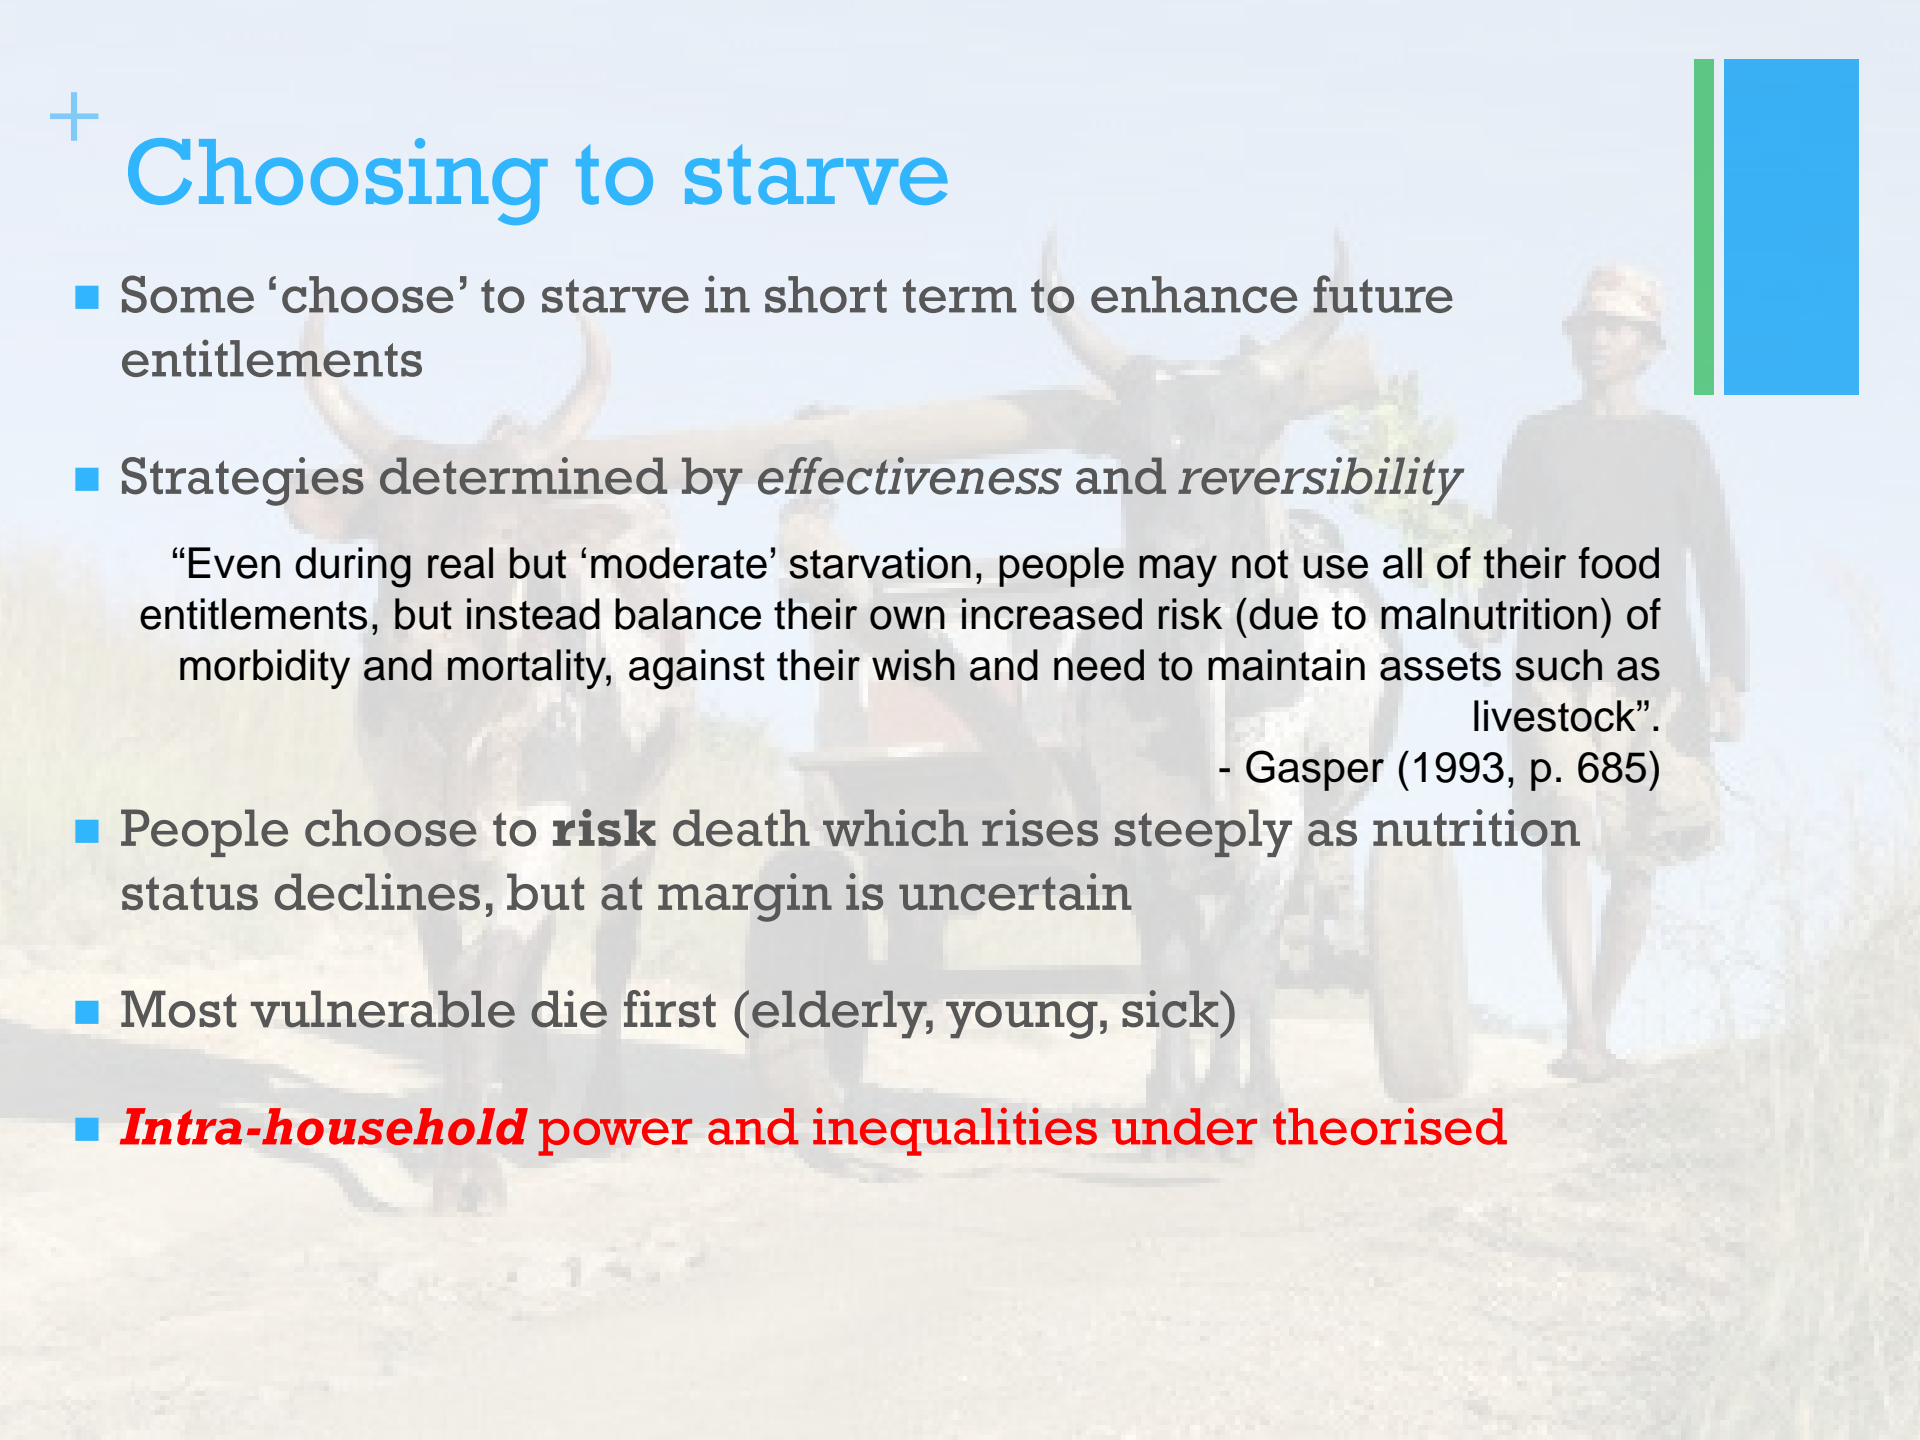 +
Choosing to starve
■ Some ‘choose’ to starve in short term to enhance future
entitlements
■ Strategies determined by effectiveness and reversibility
“Even during real but ‘moderate’ starvation, people may not use all of their food
entitlements, but instead balance their own increased risk (due to malnutrition) of
morbidity and mortality, against their wish and need to maintain assets such as
livestock”.
- Gasper (1993, p. 685)
■ People choose to risk death which rises steeply as nutrition
status declines, but at margin is uncertain
■ Most vulnerable die first (elderly, young, sick)
■ Intra-household power and inequalities under theorised